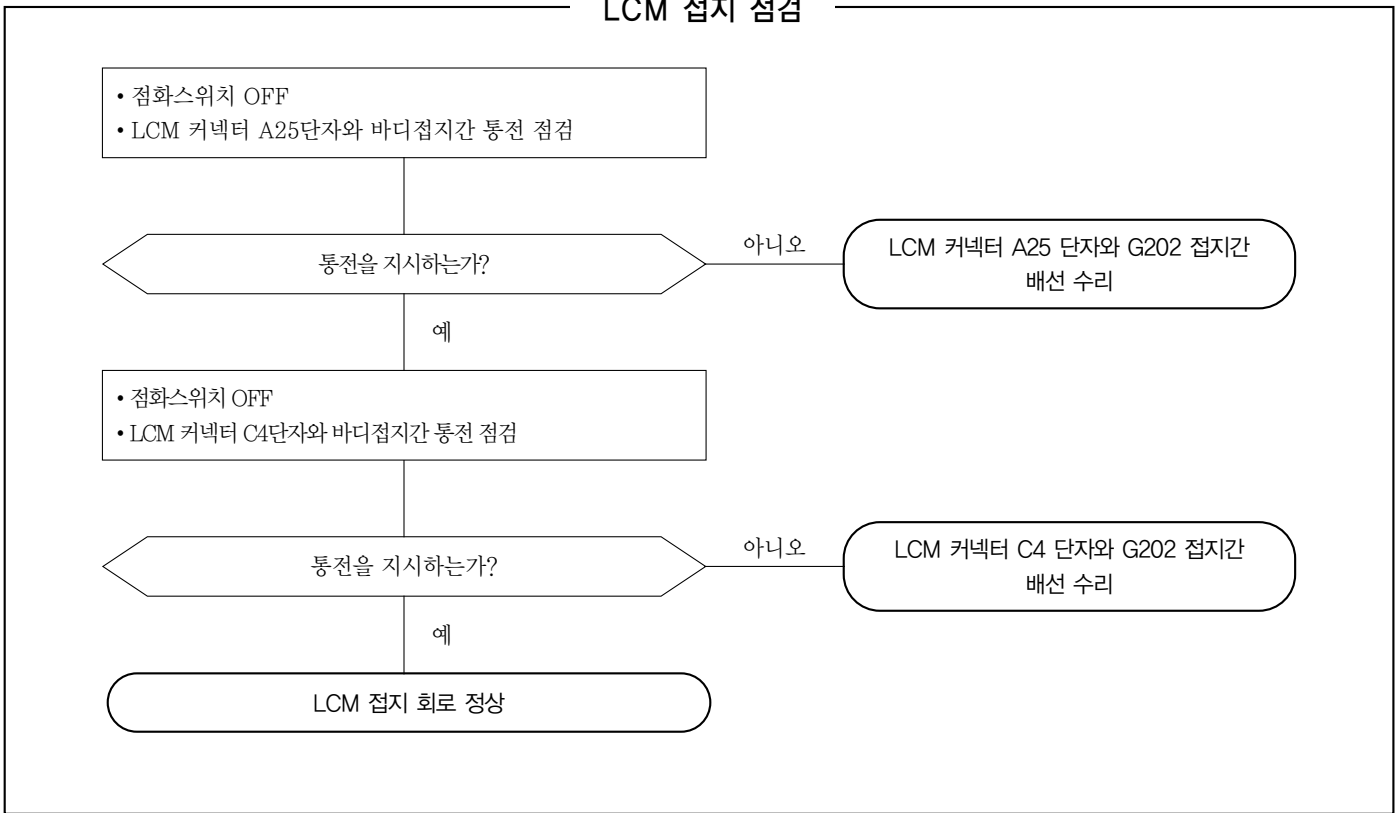 LCM 접지 점검
• 점화스위치 OFF
• LCM 커넥터 A25단자와 바디접지간 통전 점검
통전을 지시하는가?
아니오
LCM 커넥터 A25 단자와 G202 접지간
배선 수리
예
• 점화스위치 OFF
• LCM 커넥터 C4단자와 바디접지간 통전 점검
통전을 지시하는가?
아니오
LCM 커넥터 C4 단자와 G202 접지간
배선 수리
예
LCM 접지 회로 정상